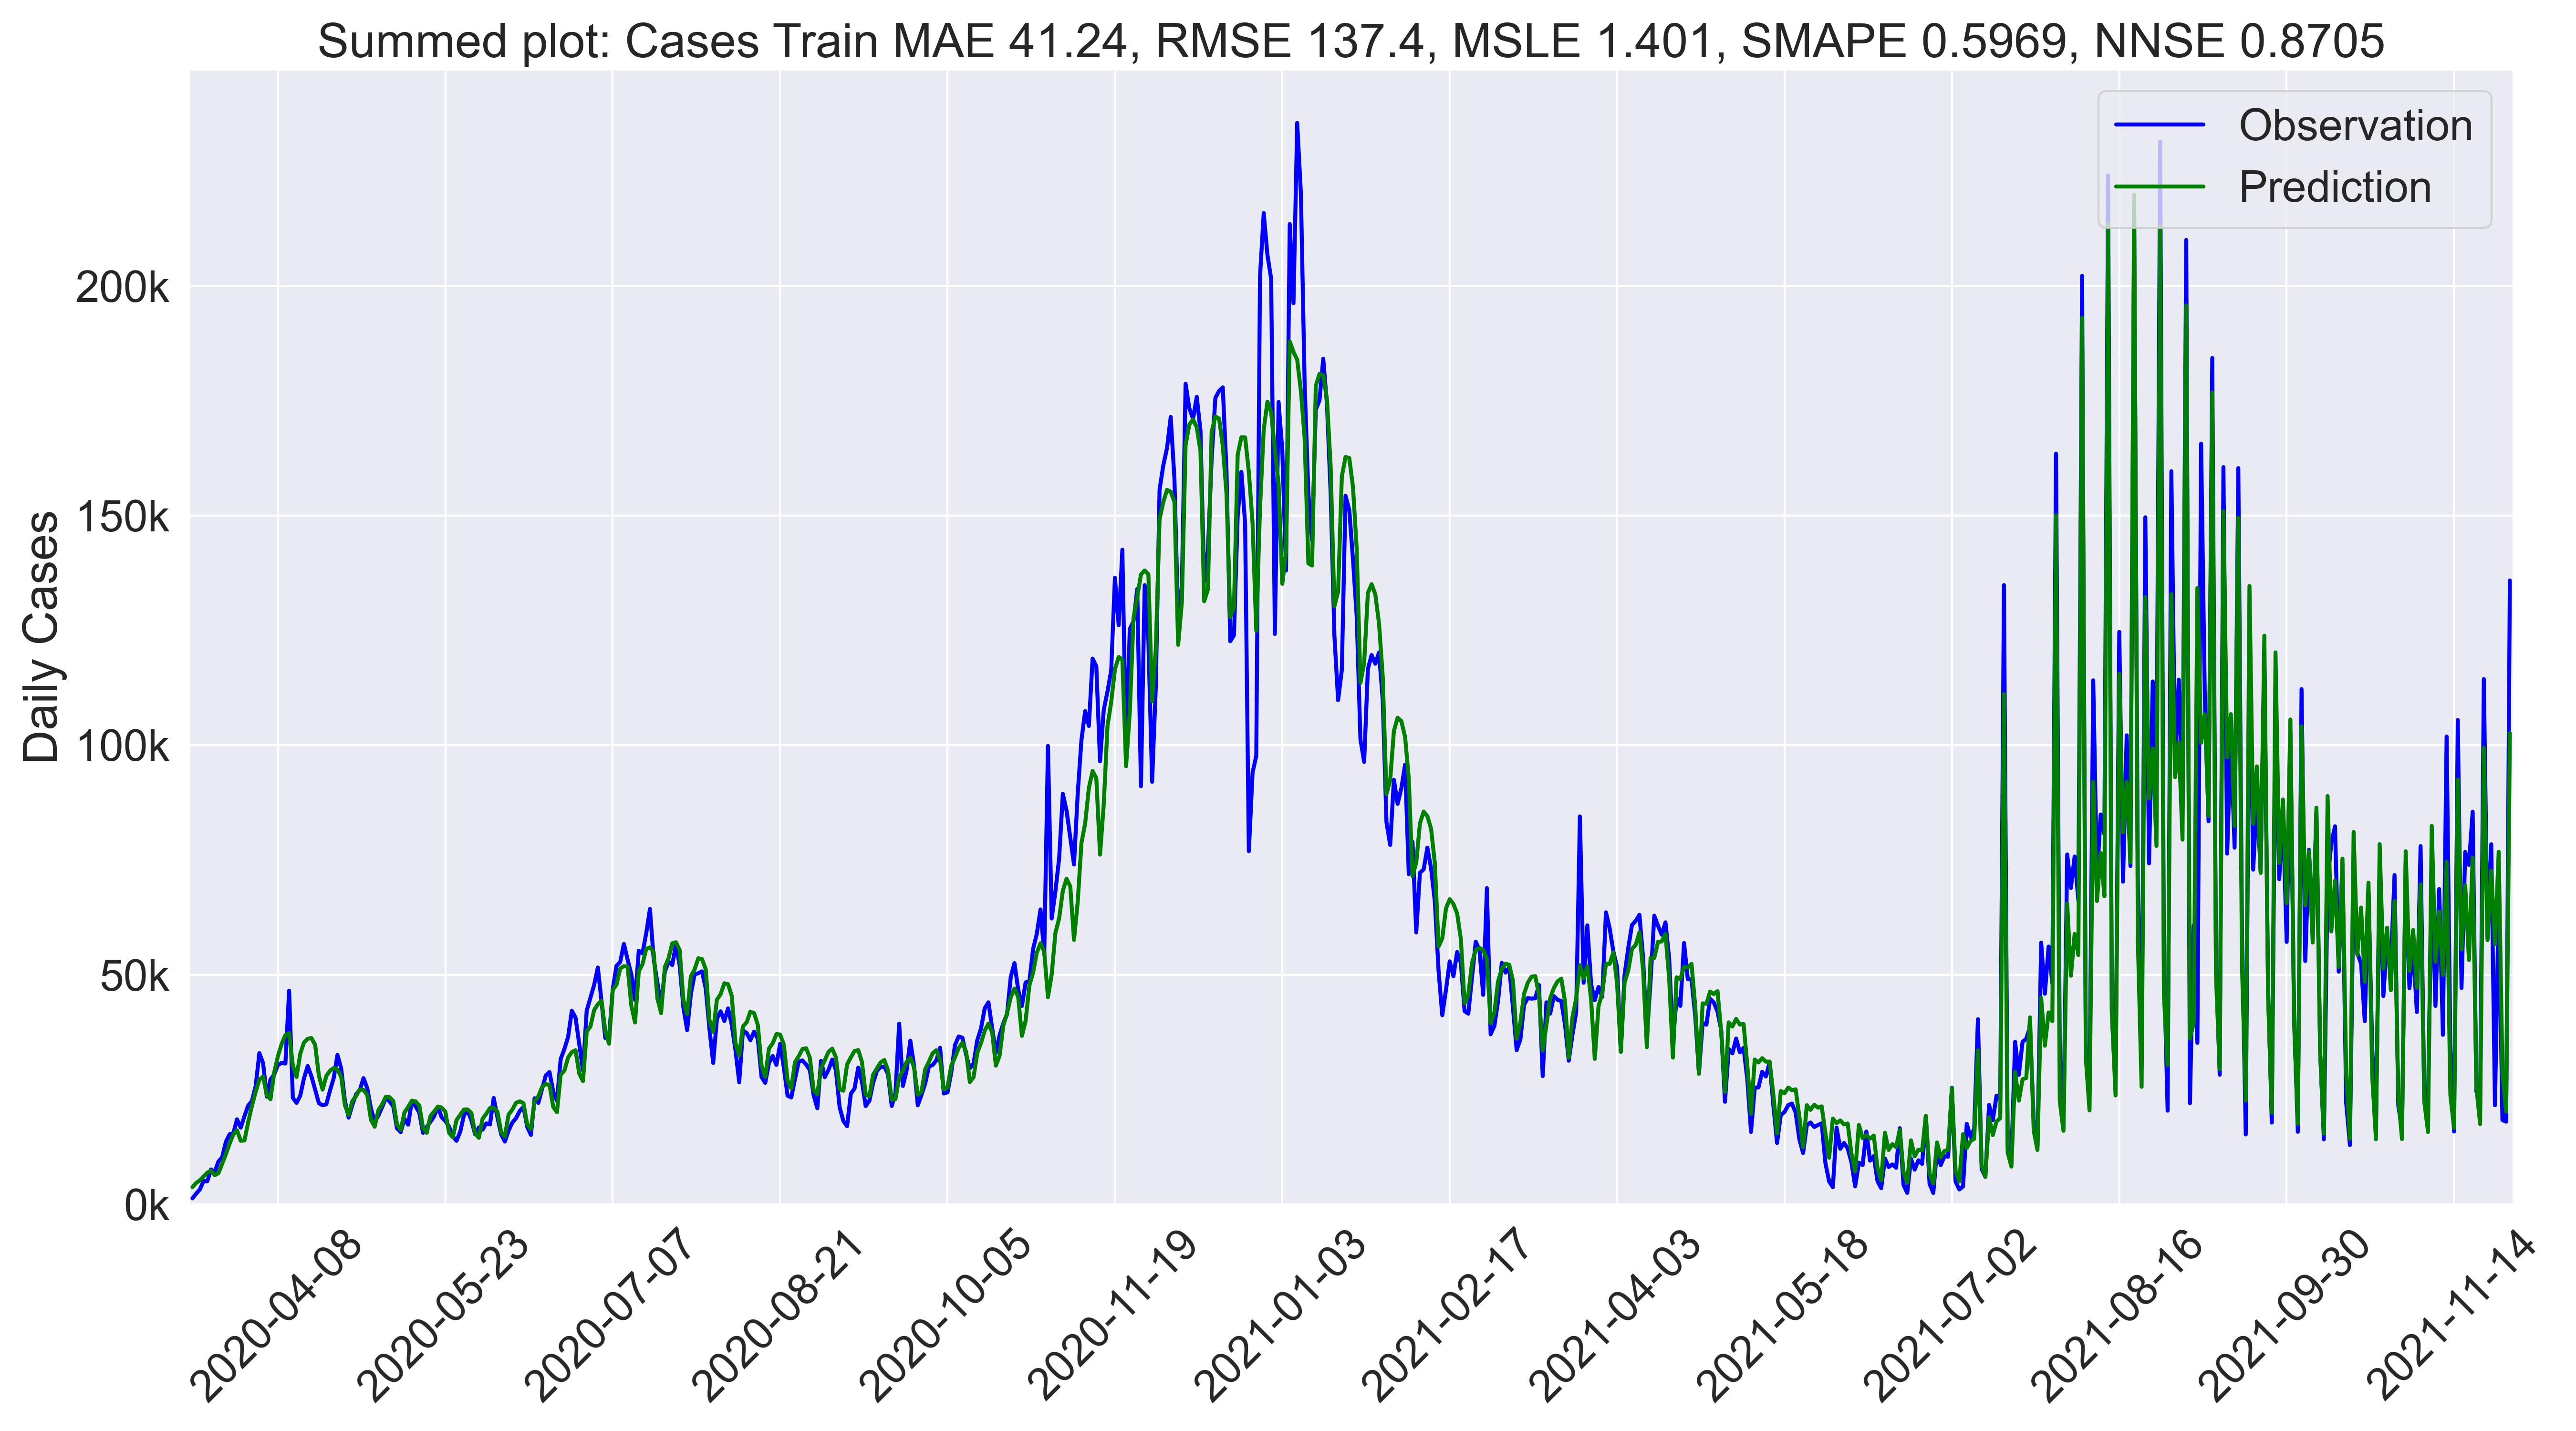 Summed plot: Cases Train MAE 41.24, RMSE 137.4, MSLE 1.401, SMAPE 0.5969, NNSE 0.8705
Observation
Prediction
Daily Cases
200k
150k
100k
50k
0k
2020-04-08
2020-05-23
2020-07-07
2020-08-21
2020-10-05
2020-11-19
2021-01-03
2021-02-17
2021-04-03
2021-05-18
2021-07-02
2021-08-16
2021-09-30
2021-11-14